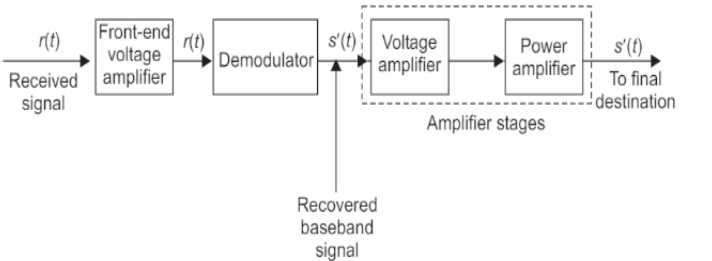 r(t)
Received
signal
Front-end
voltage
amplifier
r(t)
Demodulator
s′(t)
Voltage
amplifier
Power
amplifier
s′(t)
To final
destination
Amplifier stages
Recovered
baseband
signal